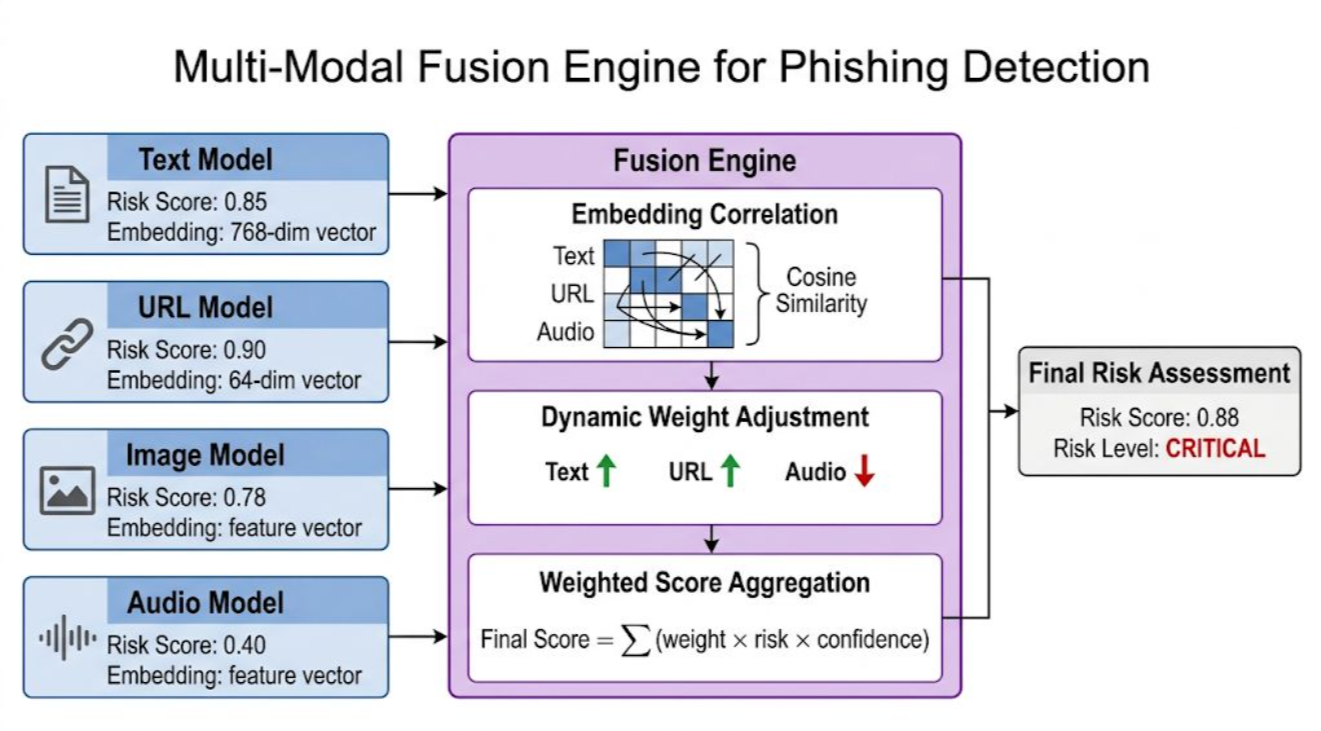 Multi-Modal Fusion Engine for Phishing Detection
Text Model
Risk Score: 0.85
Embedding: 768-dim vector
URL Model
Risk Score: 0.90
Embedding: 64-dim vector
Image Model
Risk Score: 0.78
Embedding: feature vector
Audio Model
Risk Score: 0.40
Embedding: feature vector
Fusion Engine
Embedding Correlation
Text
URL
Audio
Cosine
Similarity
Dynamic Weight Adjustment
Text ↑ URL ↑ Audio ↓
Weighted Score Aggregation
Final Score = ∑ (weight × risk × confidence)
Final Risk Assessment
Risk Score: 0.88
Risk Level: CRITICAL